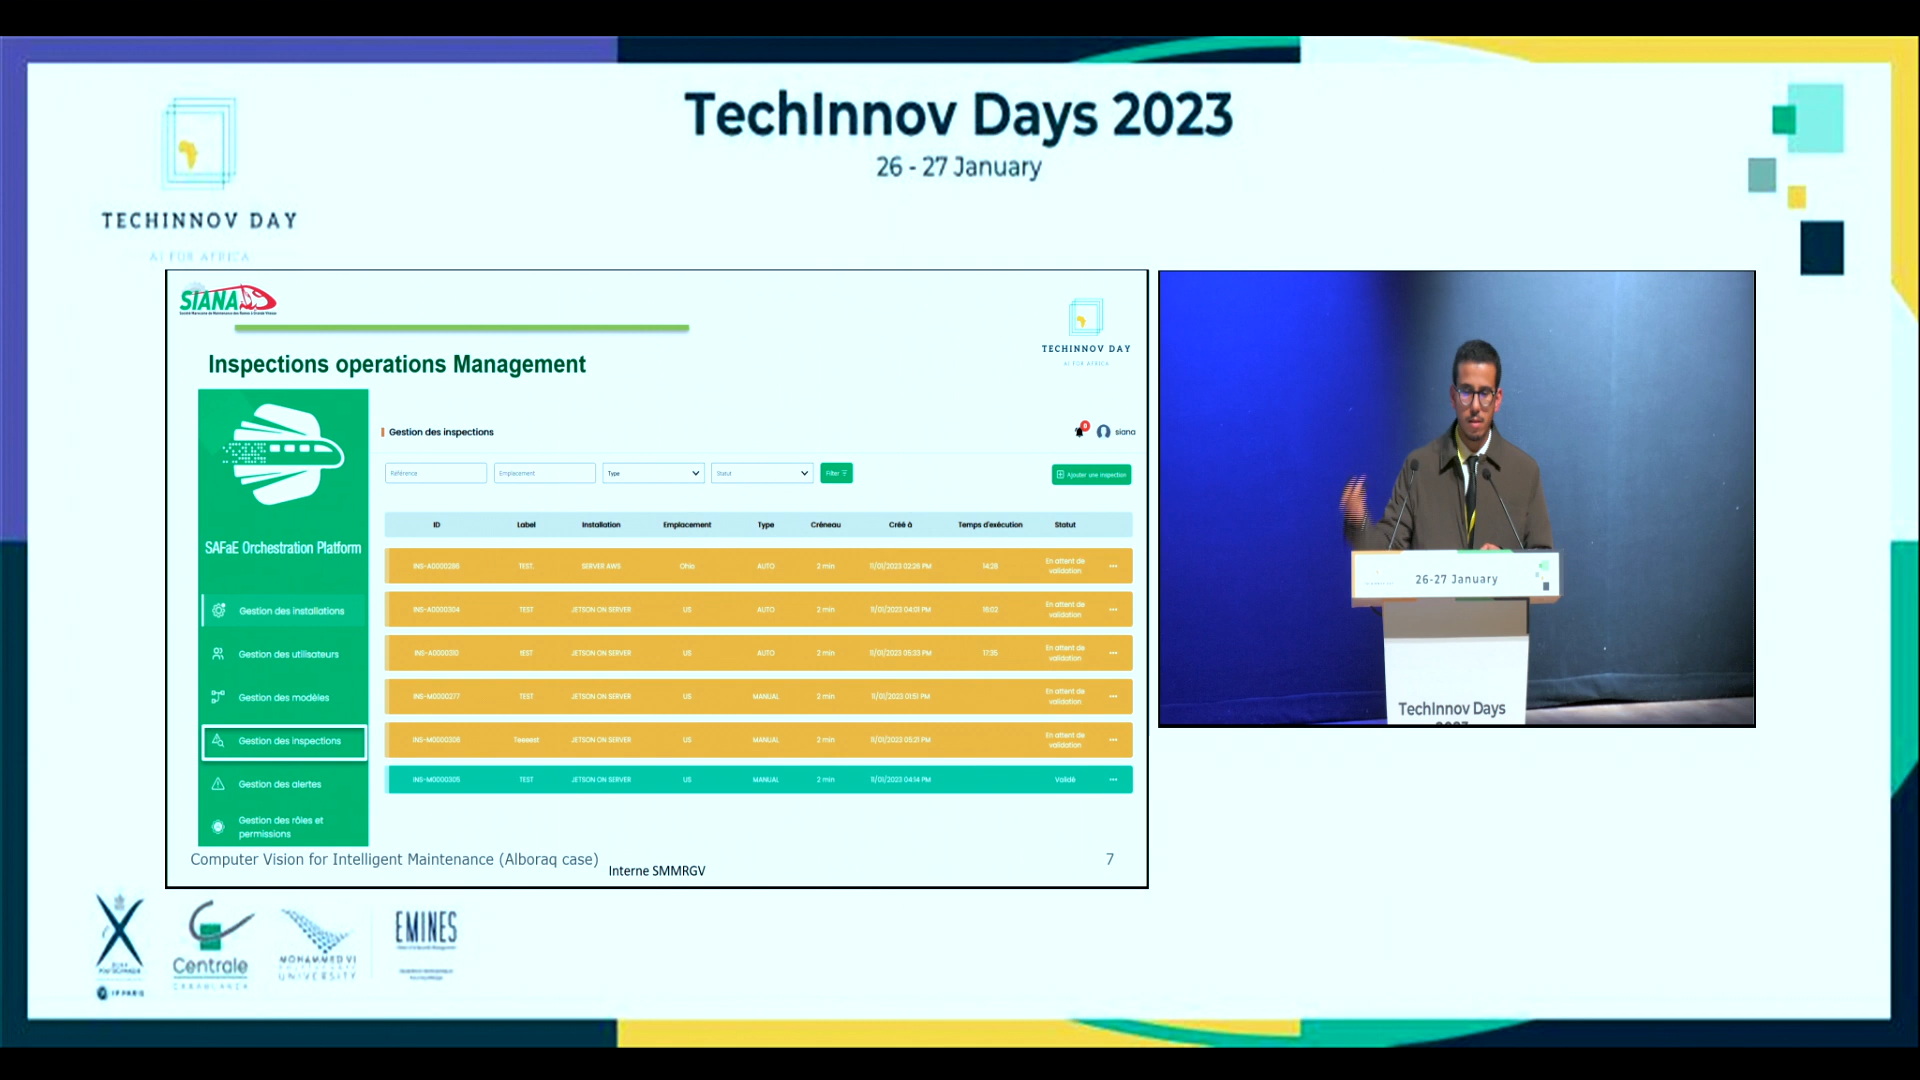 TechInnov Days 2023
26 - 27 January
TECHINNOV DAY
AI FOR AFRICA
SIANA
TECHINNOV DAY
AI FOR AFRICA
Inspections operations Management
SAFaE Orchestration Platform
Gestion des installations
Gestion des utilisateurs
Gestion des modèles
Gestion des inspections
Gestion des alertes
Gestion des rôles et
permissions
Gestion des inspections
siana
Référence
Emplacement
Type
Statut
Filter
Ajouter une inspection
ID Label Installation Emplacement Type Créneau Créé à Temps d'exécution Statut
INS-A0000286 TEST. SERVER AWS Ohio AUTO 2 min 11/01/2023 02:28 PM 14:28 En attent de validation
INS-A0000304 TEST JETSON ON SERVER US AUTO 2 min 11/01/2023 04:01 PM 16:02 En attent de validation
INS-A0000310 tEST JETSON ON SERVER US AUTO 2 min 11/01/2023 05:33 PM 17:35 En attent de validation
INS-M0000277 TEST JETSON ON SERVER US MANUAL 2 min 11/01/2023 01:51 PM En attent de validation
INS-M0000306 Teeeest JETSON ON SERVER US MANUAL 2 min 11/01/2023 05:21 PM En attent de validation
INS-M0000305 TEST JETSON ON SERVER US MANUAL 2 min 11/01/2023 04:14 PM Validé
Computer Vision for Intelligent Maintenance (Alboraq case)
Interne SMMRGV
7
26-27 January
TechInnov Days
2023
Centrale
CASABLANCA
MOHAMMED VI
POLYTECHNIC
UNIVERSITY
EMINES
IP PARIS